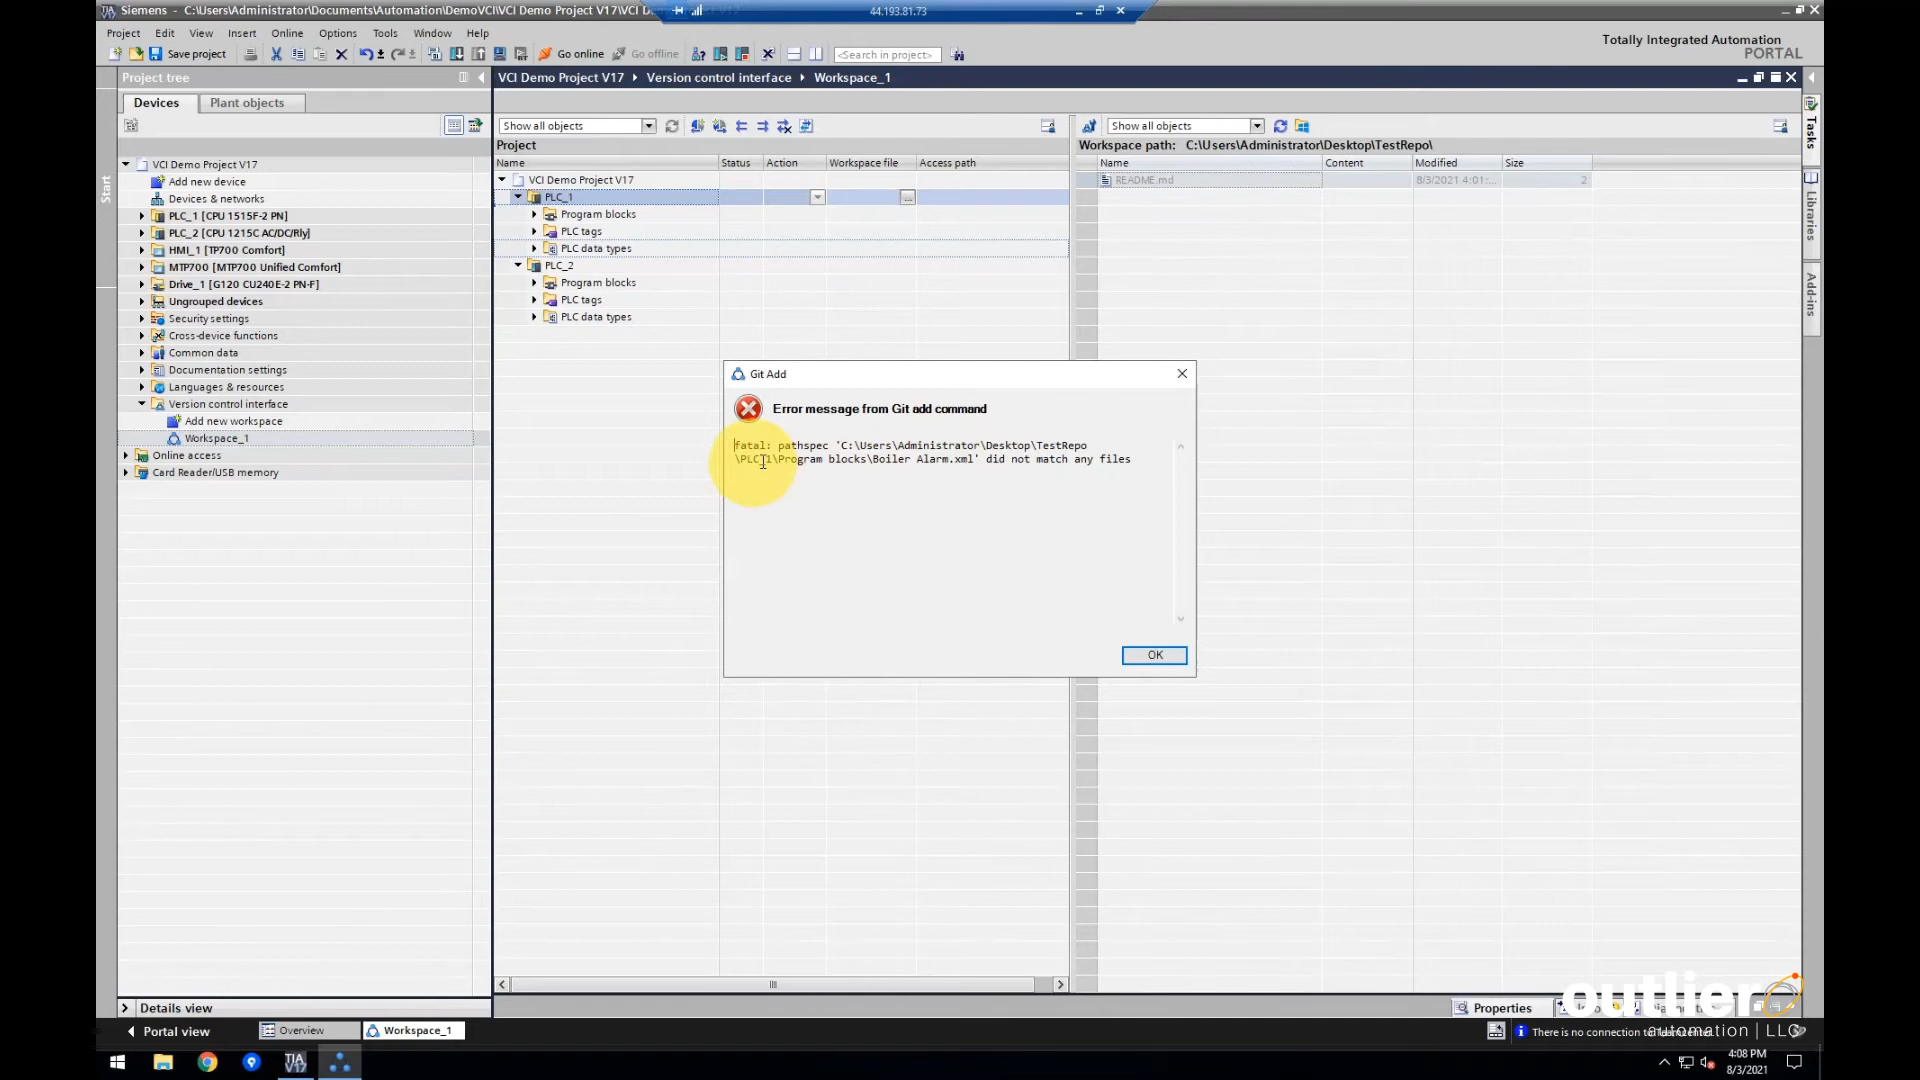 Siemens - C:\Users\Administrator\Documents\Automation\DemoVCI\VCI Demo Project V17\VCI D
44.193.81.73
Project Edit View Insert Online Options Tools Window Help
Totally Integrated Automation
PORTAL
Save project
Go online
Go offline
<Search in project>
Project tree
VCI Demo Project V17 Version control interface Workspace_1
Devices
Plant objects
Show all objects
Show all objects
Project
Workspace path: C:\Users\Administrator\Desktop\TestRepo\
Name Status Action Workspace file Access path
Name Content Modified Size
Start
VCI Demo Project V17
Add new device
Devices & networks
PLC_1 [CPU 1515F-2 PN]
PLC_2 [CPU 1215C AC/DC/Rly]
HMI_1 [TP700 Comfort]
MTP700 [MTP700 Unified Comfort]
Drive_1 [G120 CU240E-2 PN-F]
Ungrouped devices
Security settings
Cross-device functions
Common data
Documentation settings
Languages & resources
Version control interface
Add new workspace
Workspace_1
Online access
Card Reader/USB memory
VCI Demo Project V17
PLC_1
...
Program blocks
PLC tags
PLC data types
PLC_2
Program blocks
PLC tags
PLC data types
README.md 8/3/2021 4:01:... 2
Tasks
Libraries
Add-ins
Git Add
Error message from Git add command
fatal: pathspec 'C:\Users\Administrator\Desktop\TestRepo
\PLC_1\Program blocks\Boiler Alarm.xml' did not match any files
OK
Details view
Properties
outlier
automation | LLC
Portal view
Overview
Workspace_1
There is no connection to
TIA
V17
4:08 PM
8/3/2021